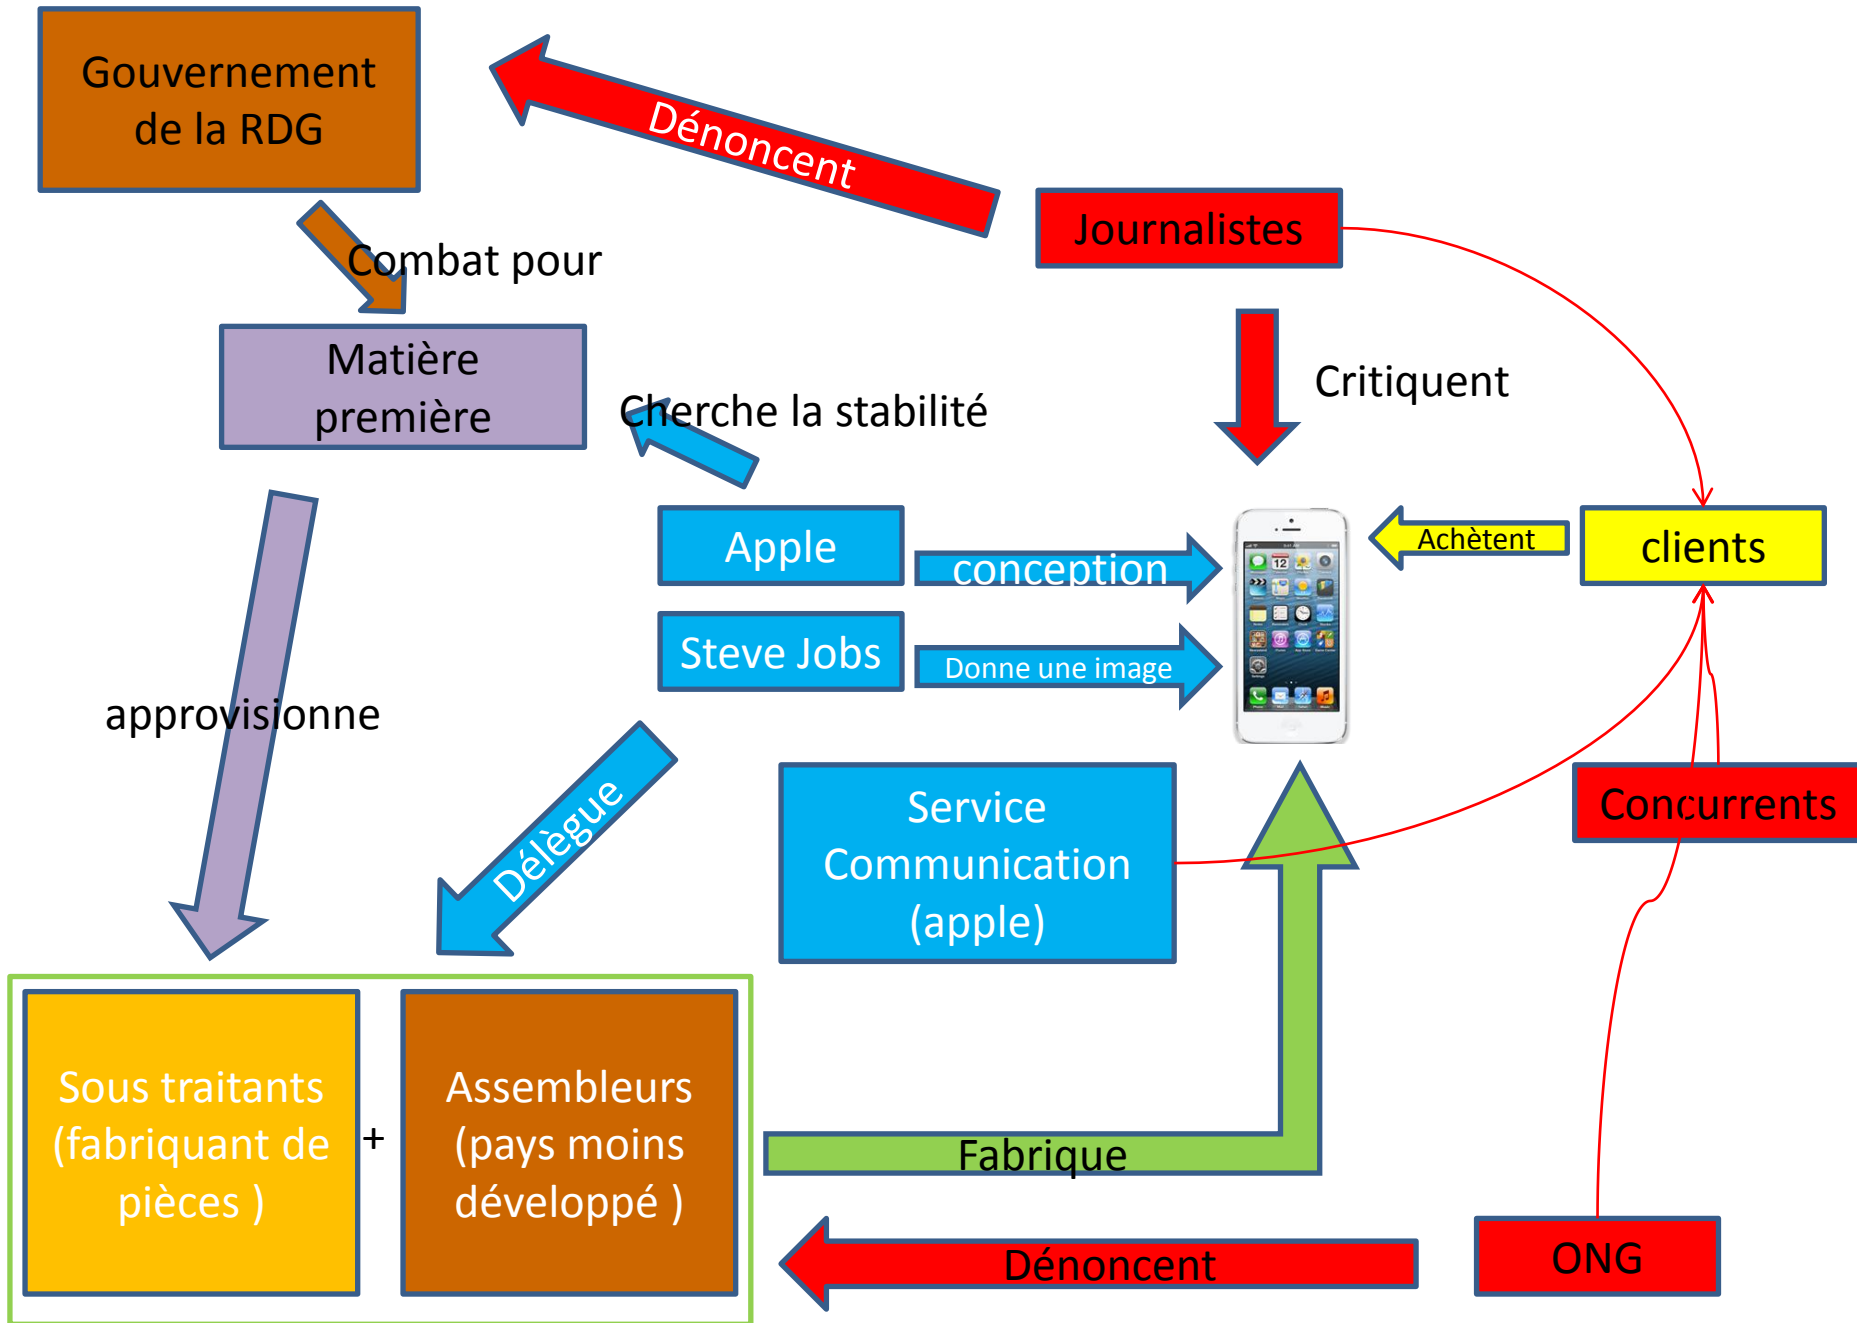 Gouvernement
de la RDG
Dénoncent
Journalistes
Combat pour
Matière
première
Cherche la stabilité
Critiquent
Apple
conception
Achètent
clients
Steve Jobs
Donne une image
approvisionne
Délègue
Service
Communication
(apple)
Concurrents
Sous traitants
(fabriquant de
pièces )
+
Assembleurs
(pays moins
développé )
Fabrique
Dénoncent
ONG